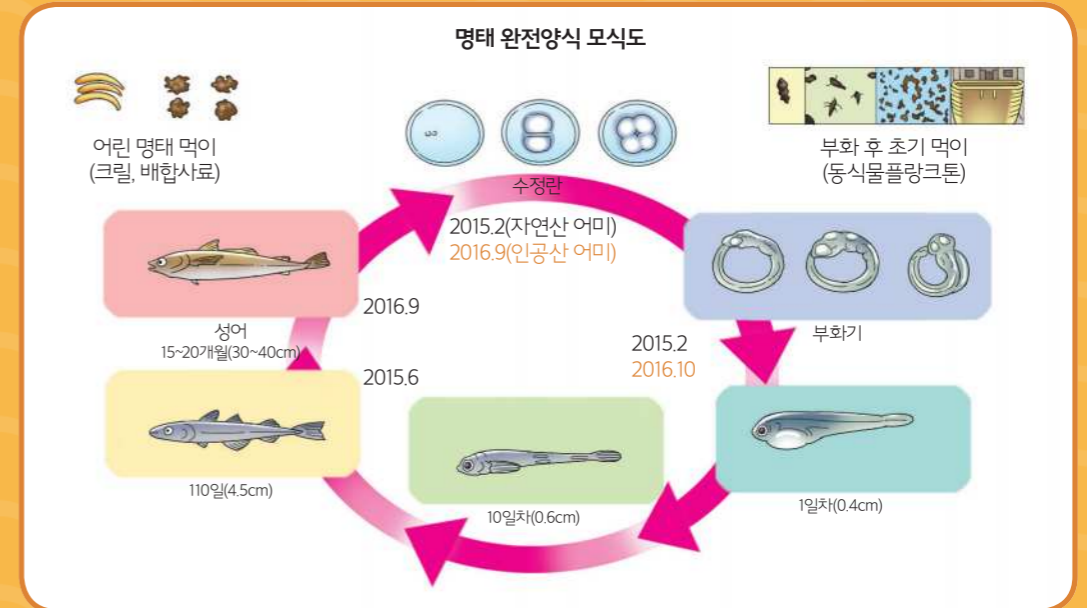 명태 완전양식 모식도
어린 명태 먹이
(크릴, 배합사료)
부화 후 초기 먹이
(동식물플랑크톤)
수정란
2015.2(자연산 어미)
2016.9(인공산 어미)
2016.9
성어
15~20개월(30~40cm)
부화기
2015.2
2016.10
2015.6
110일(4.5cm)
10일차(0.6cm)
1일차(0.4cm)